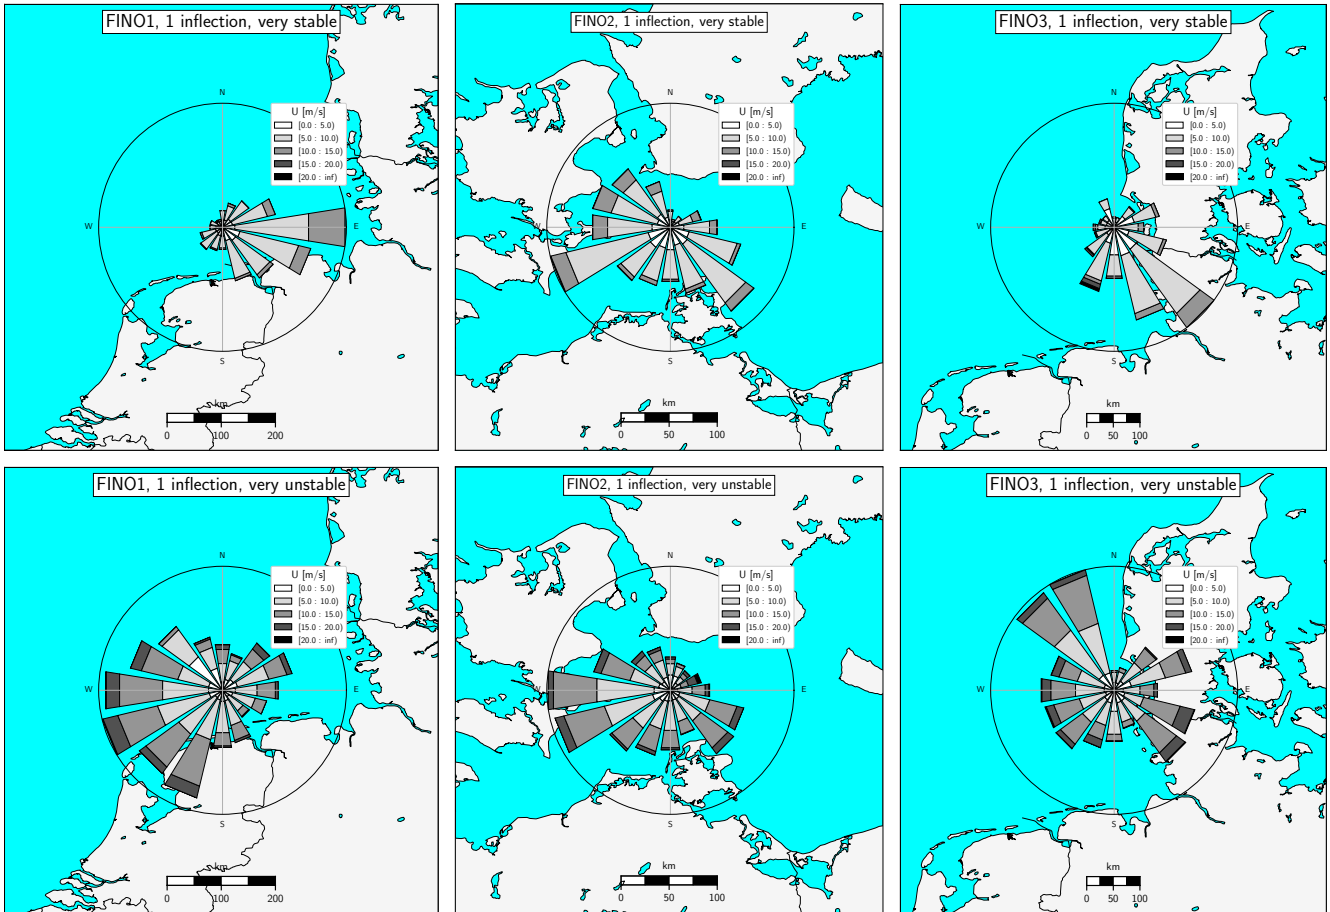 FINO1, 1 inflection, very stable
N
U [m/s]
[0.0 : 5.0)
[5.0 : 10.0)
[10.0 : 15.0)
[15.0 : 20.0)
[20.0 : inf)
W
E
S
km
0
100
200
FINO2, 1 inflection, very stable
N
U [m/s]
[0.0 : 5.0)
[5.0 : 10.0)
[10.0 : 15.0)
[15.0 : 20.0)
[20.0 : inf)
W
E
S
km
0
50
100
FINO3, 1 inflection, very stable
N
U [m/s]
[0.0 : 5.0)
[5.0 : 10.0)
[10.0 : 15.0)
[15.0 : 20.0)
[20.0 : inf)
W
E
S
km
0
50
100
FINO1, 1 inflection, very unstable
N
U [m/s]
[0.0 : 5.0)
[5.0 : 10.0)
[10.0 : 15.0)
[15.0 : 20.0)
[20.0 : inf)
W
E
S
km
0
100
200
FINO2, 1 inflection, very unstable
N
U [m/s]
[0.0 : 5.0)
[5.0 : 10.0)
[10.0 : 15.0)
[15.0 : 20.0)
[20.0 : inf)
W
E
S
km
0
50
100
FINO3, 1 inflection, very unstable
N
U [m/s]
[0.0 : 5.0)
[5.0 : 10.0)
[10.0 : 15.0)
[15.0 : 20.0)
[20.0 : inf)
W
E
S
km
0
50
100